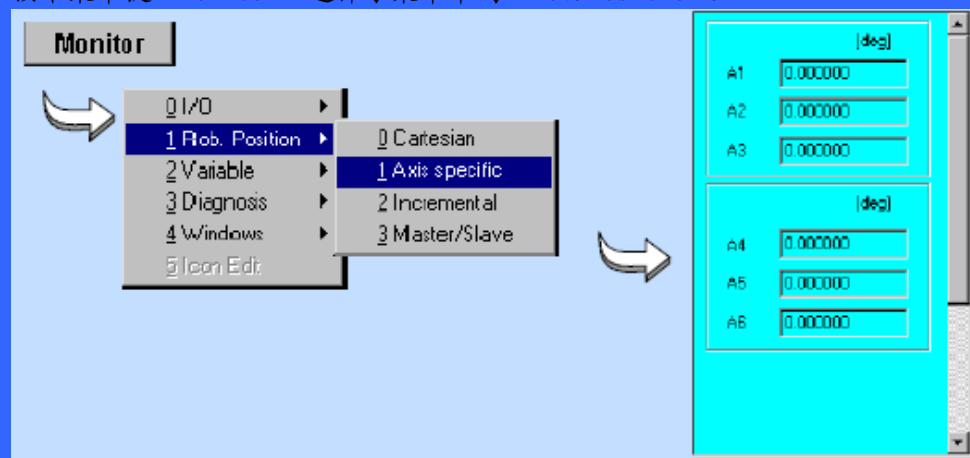 Monitor
0 I/O
1 Rob. Position
2 Variable
3 Diagnosis
4 Windows
5 Icon Edit
0 Cartesian
1 Axis specific
2 Incremental
3 Master/Slave
[deg]
A1 0.000000
A2 0.000000
A3 0.000000
[deg]
A4 0.000000
A5 0.000000
A6 0.000000